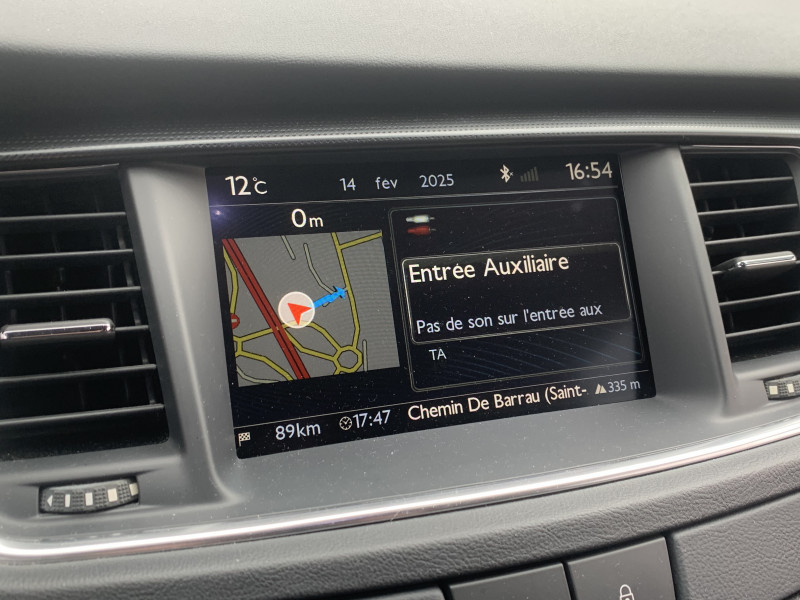 12°C 14 fev 2025 16:54
0m
Entrée Auxiliaire
Pas de son sur l'entrée aux
TA
89km 17:47 Chemin De Barrau (Saint- 335 m